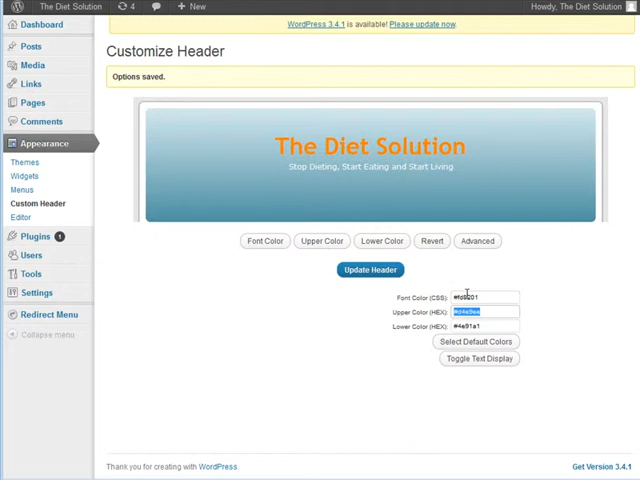 The Diet Solution 4 New Howdy, The Diet Solution
WordPress 3.4.1 is available! Please update now.
Dashboard
Posts
Media
Links
Pages
Comments
Appearance
Themes
Widgets
Menus
Custom Header
Editor
Plugins 1
Users
Tools
Settings
Redirect Menu
Collapse menu
Customize Header
Options saved.
The Diet Solution
Stop Dieting, Start Eating and Start Living
Font Color Upper Color Lower Color Revert Advanced
Update Header
Font Color (CSS):
Upper Color (HEX): #d4e9ee
Lower Color (HEX): #4e91a1
Select Default Colors
Toggle Text Display
Thank you for creating with WordPress. Get Version 3.4.1